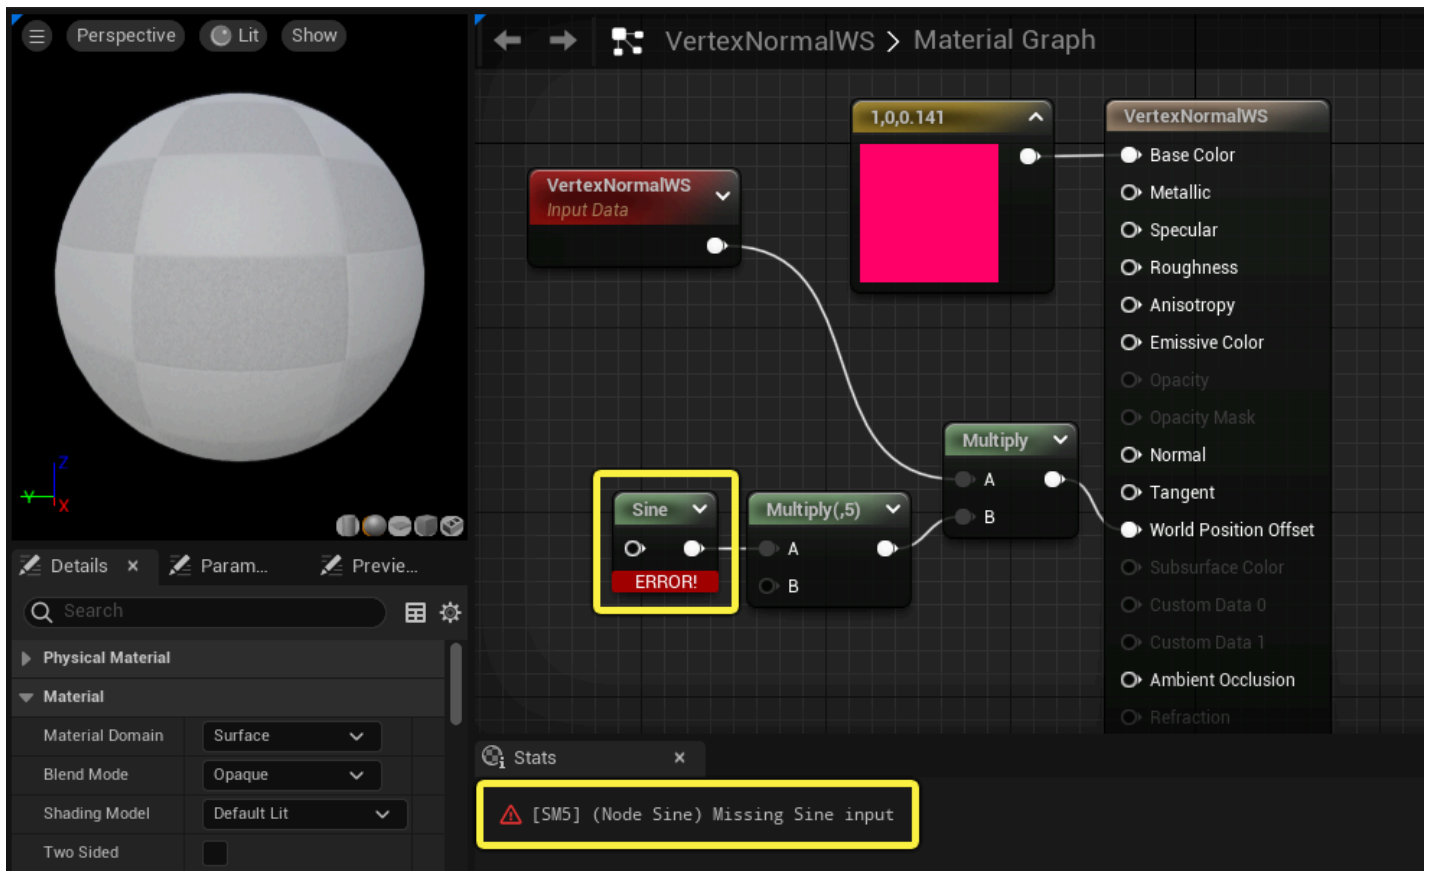 Perspective
Lit
Show
VertexNormalWS > Material Graph
1,0,0.141
VertexNormalWS
Input Data
VertexNormalWS
Base Color
Metallic
Specular
Roughness
Anisotropy
Emissive Color
Opacity
Opacity Mask
Normal
Tangent
World Position Offset
Subsurface Color
Custom Data 0
Custom Data 1
Ambient Occlusion
Refraction
Multiply
A
B
Sine
ERROR!
Multiply(,5)
A
B
Z
Y
X
Details
Param...
Previe...
Search
Physical Material
Material
Material Domain
Surface
Blend Mode
Opaque
Shading Model
Default Lit
Two Sided
Stats
[SM5] (Node Sine) Missing Sine input